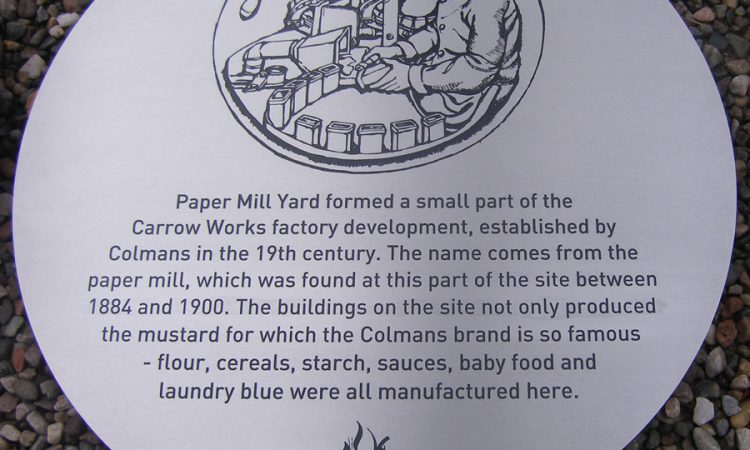 Paper Mill Yard formed a small part of the
Carrow Works factory development, established by
Colmans in the 19th century. The name comes from the
paper mill, which was found at this part of the site between
1884 and 1900. The buildings on the site not only produced
the mustard for which the Colmans brand is so famous
- flour, cereals, starch, sauces, baby food and
laundry blue were all manufactured here.